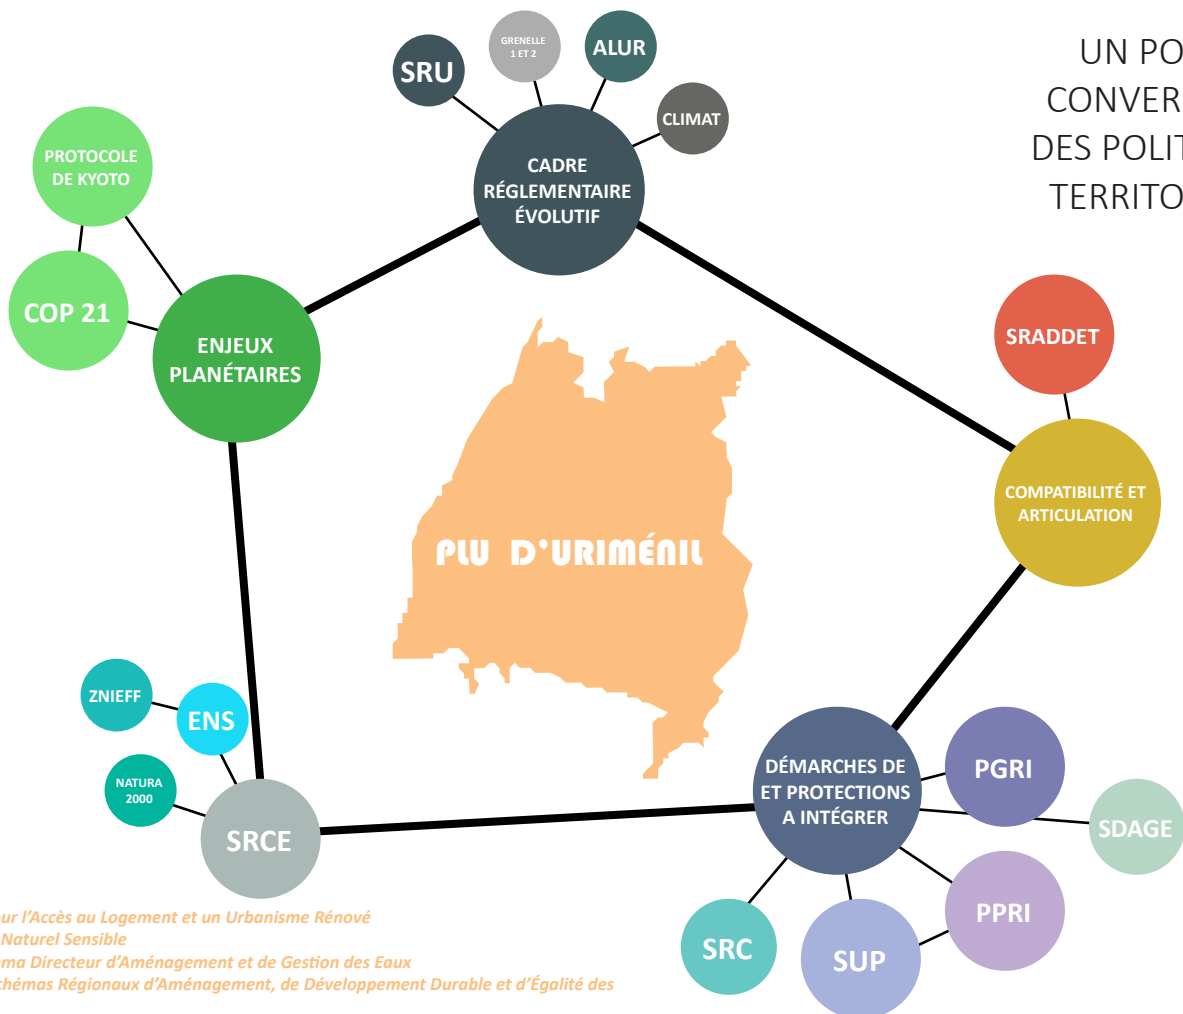 UN PO
CONVER
DES POLIT
TERRITO
SRU
GRENELLE
1 ET 2
ALUR
CLIMAT
CADRE
RÉGLEMENTAIRE
ÉVOLUTIF
PROTOCOLE
DE KYOTO
COP 21
ENJEUX
PLANÉTAIRES
SRADDET
COMPATIBILITÉ ET
ARTICULATION
PLU D'URIMÉNIL
ZNIEFF
ENS
NATURA
2000
SRCE
DÉMARCHES DE
ET PROTECTIONS
A INTÉGRER
PGRI
SDAGE
PPRI
SUP
SRC
ur l'Accès au Logement et un Urbanisme Rénové
Naturel Sensible
ma Directeur d'Aménagement et de Gestion des Eaux
chémas Régionaux d'Aménagement, de Développement Durable et d'Égalité des